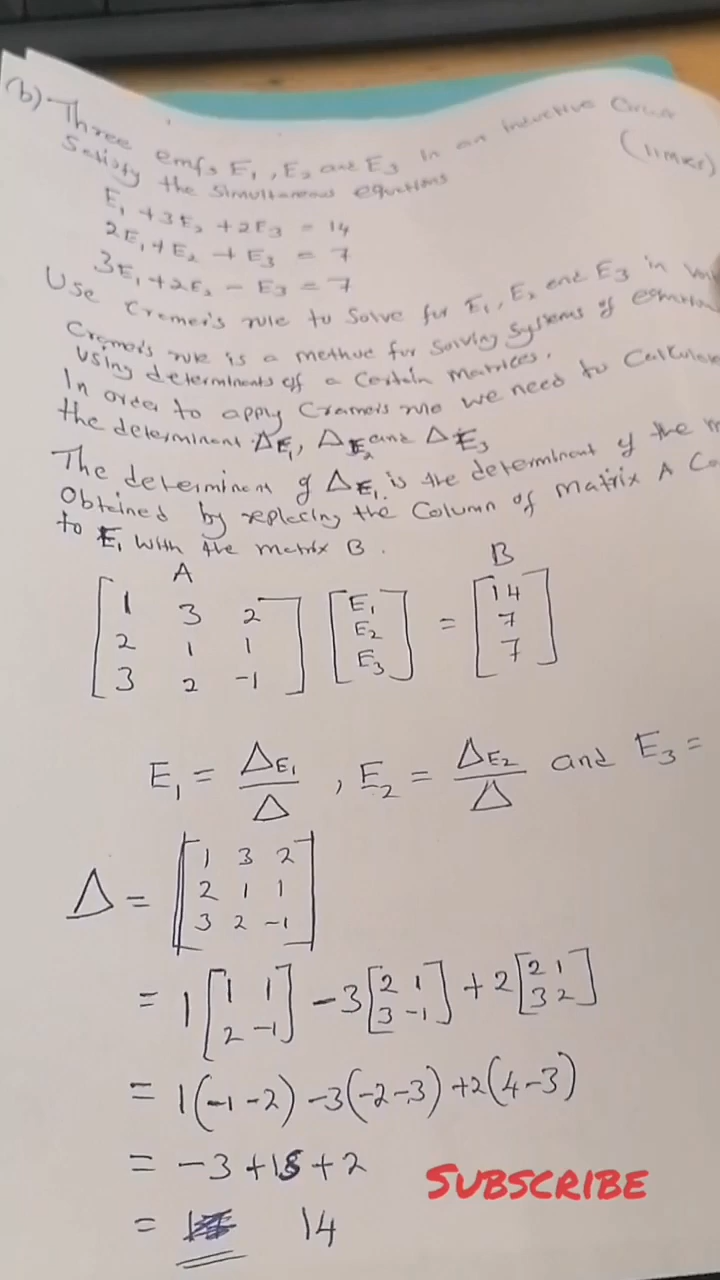 (b) Three emfs E₁, E₂ and E₃ in an inductive Circuit
Satisfy the simultaneous equations (11mks)
E₁ + 3E₂ + 2E₃ = 14
2E₁ + E₂ + E₃ = 7
3E₁ + 2E₂ - E₃ = 7
Use Cramer's rule to solve for E₁, E₂ and E₃ in
Cramer's rule is a method for solving systems of
using determinants of a certain matrices.
In order to apply Cramer's rule we need to
the determinant ΔE₁, ΔE₂ and ΔE₃
The determinant of ΔE₁ is the determinant of the
obtained by replacing the column of matrix A
to E₁ with the matrix B.
A B
[1 3 2] [E₁] = [14]
[2 1 1] [E₂] [7]
[3 2 -1] [E₃] [7]
E₁ = ΔE₁/Δ , E₂ = ΔE₂/Δ and E₃ =
Δ = [1 3 2]
[2 1 1]
[3 2 -1]
= 1[1 1] -3[2 1] +2[2 1]
[2 -1] [3 -1] [3 2]
= 1(-1-2) -3(-2-3) +2(4-3)
= -3 +15 +2
= 14
SUBSCRIBE